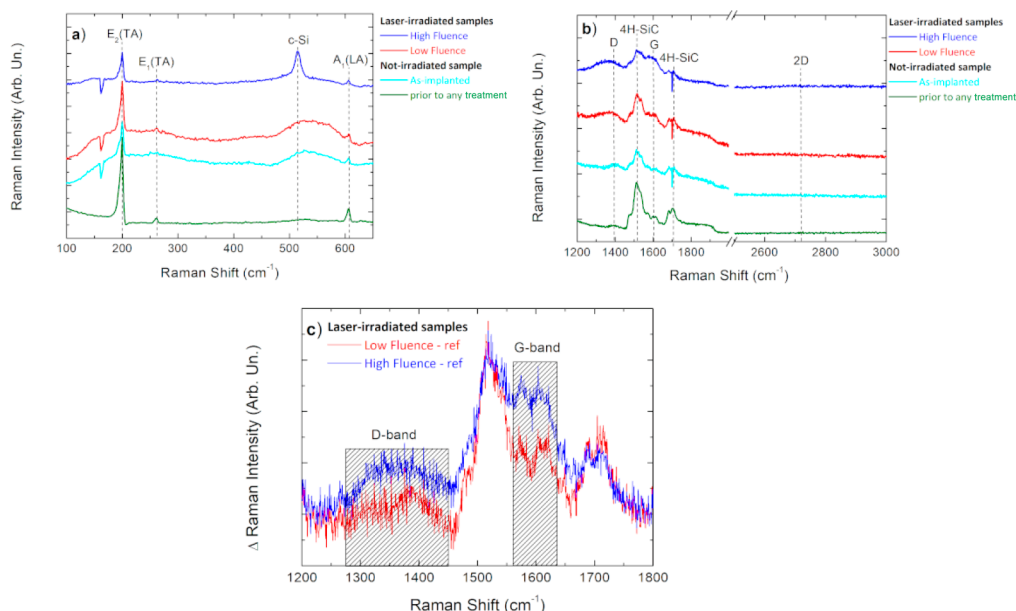 a)
E₂(TA)
E₁(TA)
c-Si
A₁(LA)
Raman Intensity (Arb. Un.)
100 200 300 400 500 600
Raman Shift (cm⁻¹)
Laser-irradiated samples
High Fluence
Low Fluence
Not-irradiated sample
As-implanted
prior to any treatment
b)
4H-SiC
D
G
4H-SiC
2D
Raman Intensity (Arb. Un.)
1200 1400 1600 1800 2600 2800 3000
Raman Shift (cm⁻¹)
Laser-irradiated samples
High Fluence
Low Fluence
Not-irradiated sample
As-implanted
prior to any treatment
c)
Laser-irradiated samples
Low Fluence - ref
High Fluence - ref
G-band
D-band
Δ Raman Intensity (Arb. Un.)
1200 1300 1400 1500 1600 1700 1800
Raman Shift (cm⁻¹)